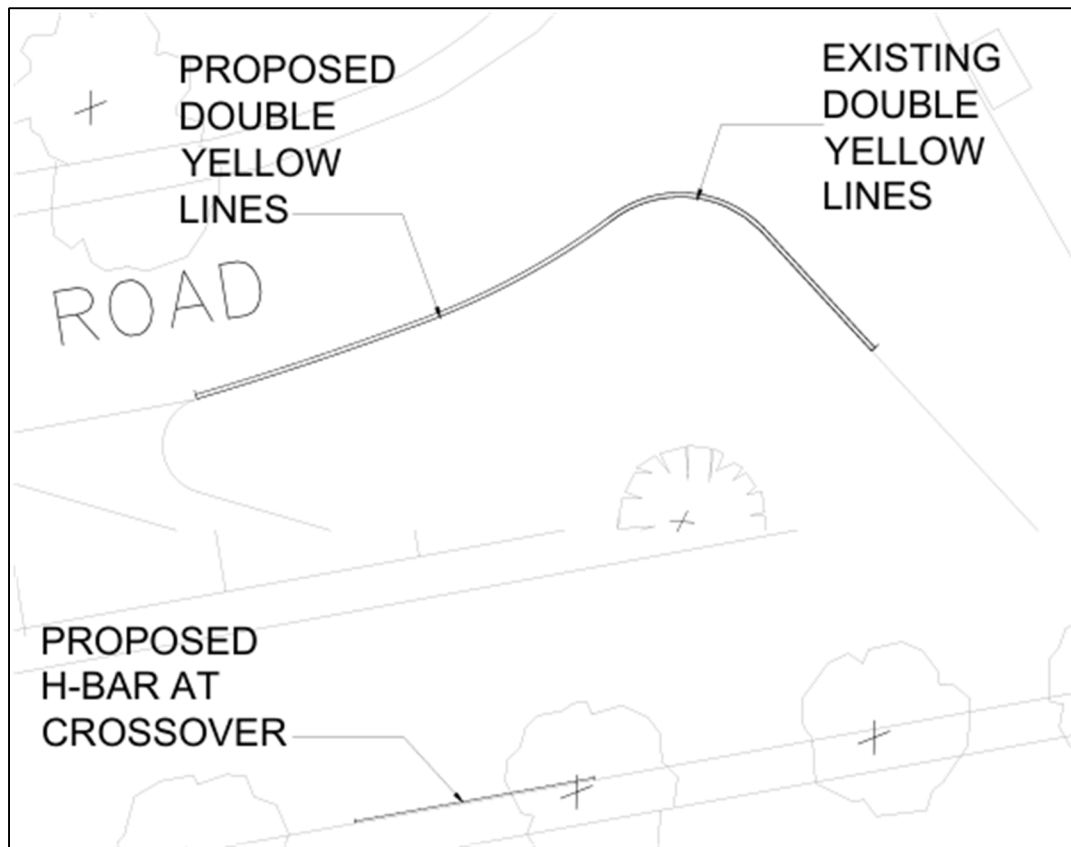 PROPOSED
DOUBLE
YELLOW
LINES
EXISTING
DOUBLE
YELLOW
LINES
ROAD
PROPOSED
H-BAR AT
CROSSOVER